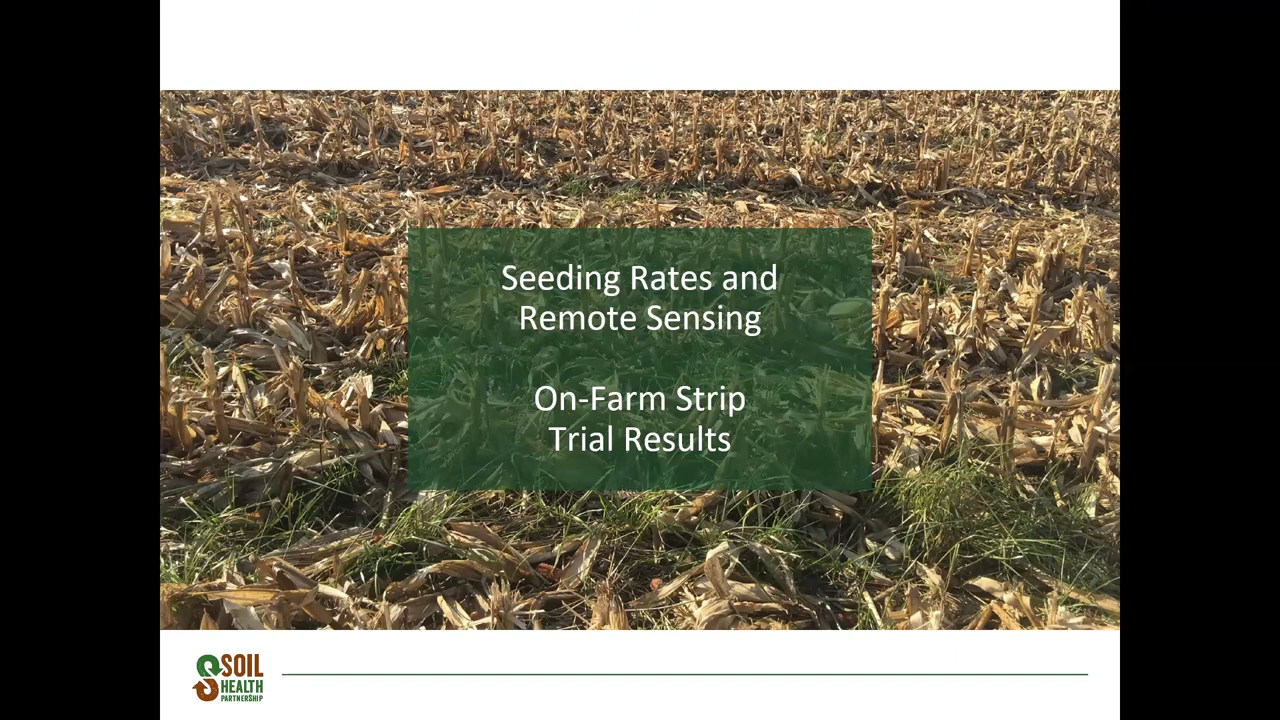 Seeding Rates and
Remote Sensing
On-Farm Strip
Trial Results
SOIL
HEALTH
PARTNERSHIP